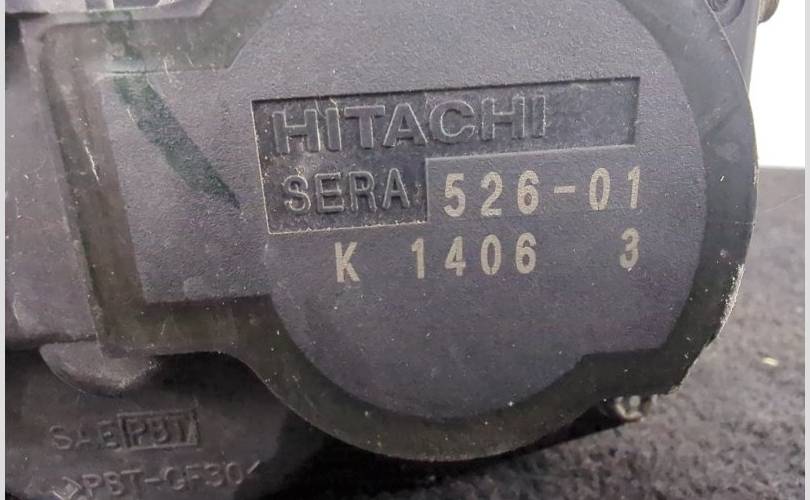 HITACHI
SERA 526-01
K 1406 3
SAE PBT
>PBT-GF30<